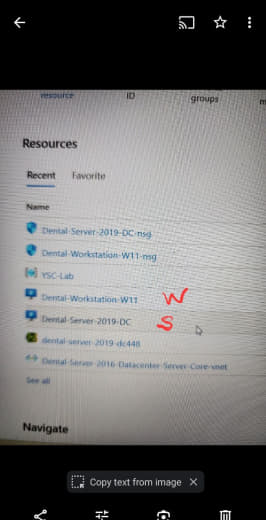 resource
ID
groups
Resources
Recent Favorite
Name
Dental-Server-2019-DC-nsg
Dental-Workstation-W11-nsg
YSC-Lab
Dental-Workstation-W11 W
Dental-Server-2019-DC S
dental-server-2019-dc448
Dental-Server-2016-Datacenter-Server-Core-vnet
See all
Navigate
Copy text from image